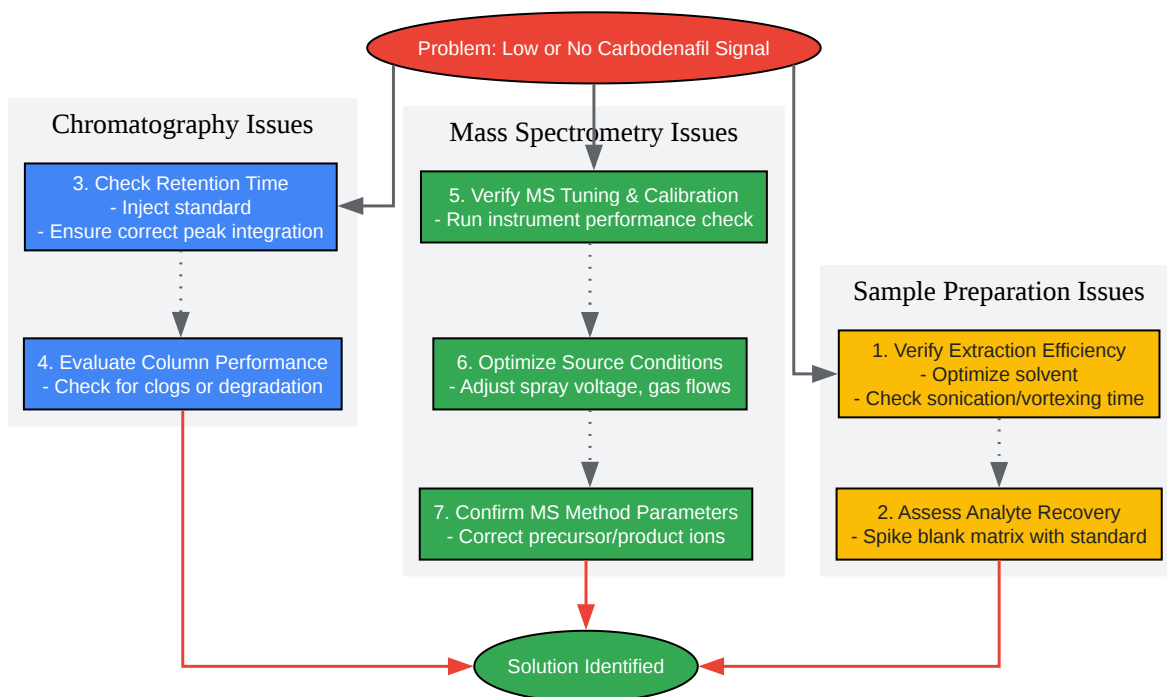 Problem: Low or No Carbodenafil Signal
Chromatography Issues
3. Check Retention Time
- Inject standard
- Ensure correct peak integration
4. Evaluate Column Performance
- Check for clogs or degradation
Mass Spectrometry Issues
5. Verify MS Tuning & Calibration
- Run instrument performance check
6. Optimize Source Conditions
- Adjust spray voltage, gas flows
7. Confirm MS Method Parameters
- Correct precursor/product ions
Sample Preparation Issues
1. Verify Extraction Efficiency
- Optimize solvent
- Check sonication/vortexing time
2. Assess Analyte Recovery
- Spike blank matrix with standard
Solution Identified